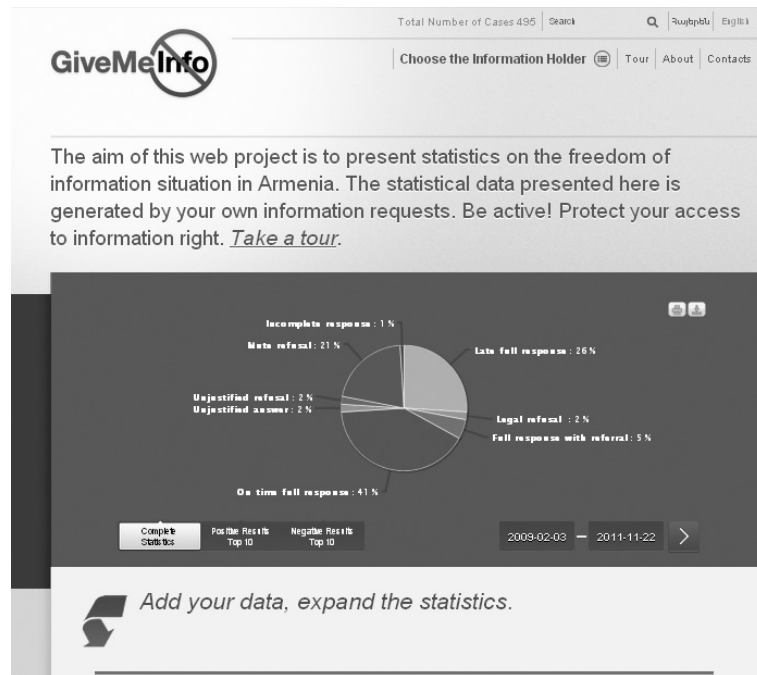 Total Number of Cases 495
Search
Հայերեն
English
GiveMeInfo
Choose the Information Holder
Tour
About
Contacts
The aim of this web project is to present statistics on the freedom of
information situation in Armenia. The statistical data presented here is
generated by your own information requests. Be active! Protect your access
to information right. Take a tour.
Incomplete response : 1 %
Mute refusal : 21 %
Late full response : 26 %
Unjustified refusal : 2 %
Unjustified answer : 2 %
Legal refusal : 2 %
Full response with referral : 5 %
On time full response : 41 %
Complete
Statistics
Positive Results
Top 10
Negative Results
Top 10
2009-02-03 – 2011-11-22
Add your data, expand the statistics.